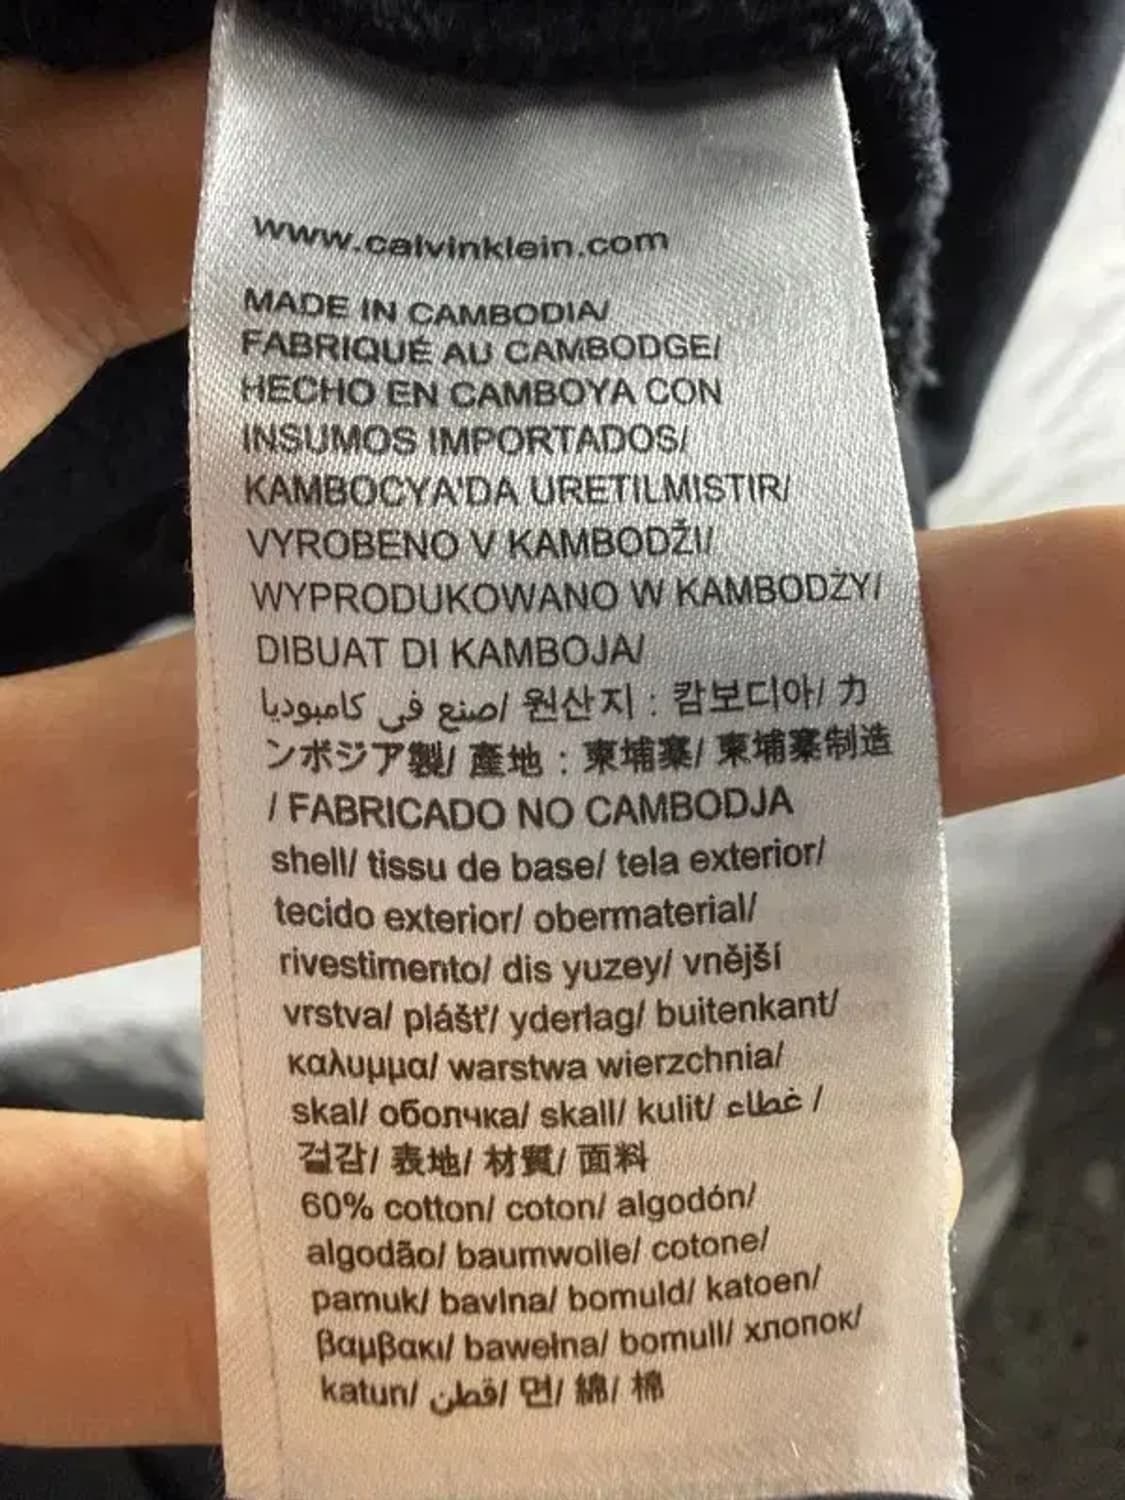 www.calvinklein.com
MADE IN CAMBODIA/
FABRIQUÉ AU CAMBODGE/
HECHO EN CAMBOYA CON
INSUMOS IMPORTADOS/
KAMBOCYA'DA URETILMISTIR/
VYROBENO V KAMBODŽI/
WYPRODUKOWANO W KAMBODŻY/
DIBUAT DI KAMBOJA/
صنع في كامبوديا/ 원산지 : 캄보디아/ カ
ンボジア製/ 產地 : 柬埔寨/ 柬埔寨制造
/ FABRICADO NO CAMBODJA
shell/ tissu de base/ tela exterior/
tecido exterior/ obermaterial/
rivestimento/ dis yuzey/ vnější
vrstva/ plášť/ yderlag/ buitenkant/
καλυμμα/ warstwa wierzchnia/
skal/ оболчка/ skall/ kulit/ غطاء /
겉감/ 表地/ 材質/ 面料
60% cotton/ coton/ algodón/
algodão/ baumwolle/ cotone/
pamuk/ bavlna/ bomuld/ katoen/
βαμβακι/ bawełna/ bomull/ хлопок/
katun/ قطن/ 면/ 綿/ 棉